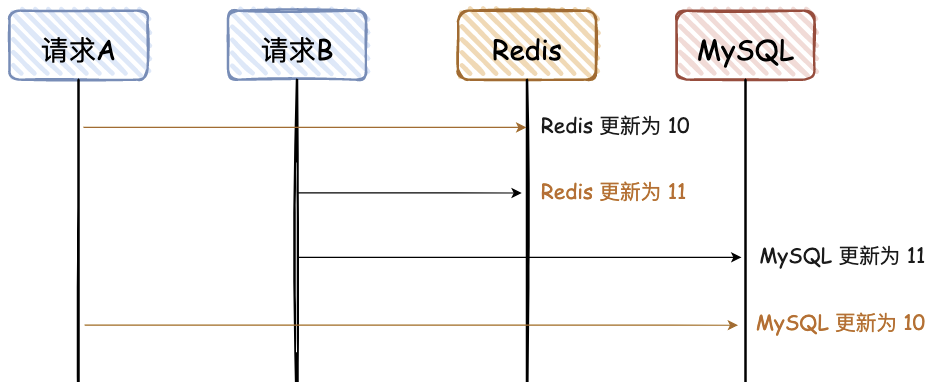 请求A
请求B
Redis
MySQL
Redis 更新为 10
Redis 更新为 11
MySQL 更新为 11
MySQL 更新为 10